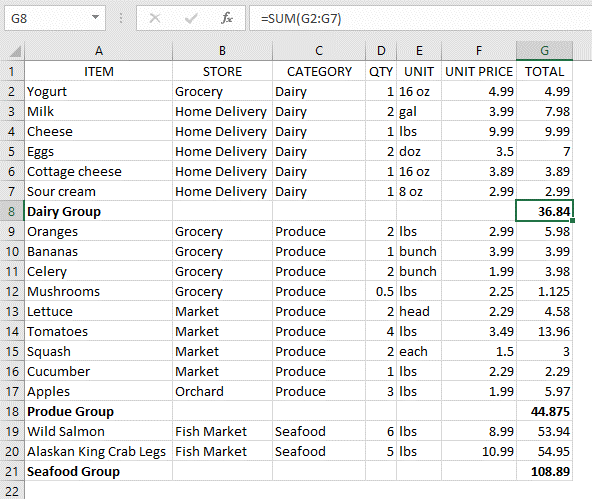 G8 fx =SUM(G2:G7)
A B C D E F G
1 ITEM STORE CATEGORY QTY UNIT UNIT PRICE TOTAL
2 Yogurt Grocery Dairy 1 16 oz 4.99 4.99
3 Milk Home Delivery Dairy 2 gal 3.99 7.98
4 Cheese Home Delivery Dairy 1 lbs 9.99 9.99
5 Eggs Home Delivery Dairy 2 doz 3.5 7
6 Cottage cheese Home Delivery Dairy 1 16 oz 3.89 3.89
7 Sour cream Home Delivery Dairy 1 8 oz 2.99 2.99
8 Dairy Group 36.84
9 Oranges Grocery Produce 2 lbs 2.99 5.98
10 Bananas Grocery Produce 1 bunch 3.99 3.99
11 Celery Grocery Produce 2 bunch 1.99 3.98
12 Mushrooms Grocery Produce 0.5 lbs 2.25 1.125
13 Lettuce Market Produce 2 head 2.29 4.58
14 Tomatoes Market Produce 4 lbs 3.49 13.96
15 Squash Market Produce 2 each 1.5 3
16 Cucumber Market Produce 1 lbs 2.29 2.29
17 Apples Orchard Produce 3 lbs 1.99 5.97
18 Produe Group 44.875
19 Wild Salmon Fish Market Seafood 6 lbs 8.99 53.94
20 Alaskan King Crab Legs Fish Market Seafood 5 lbs 10.99 54.95
21 Seafood Group 108.89
22